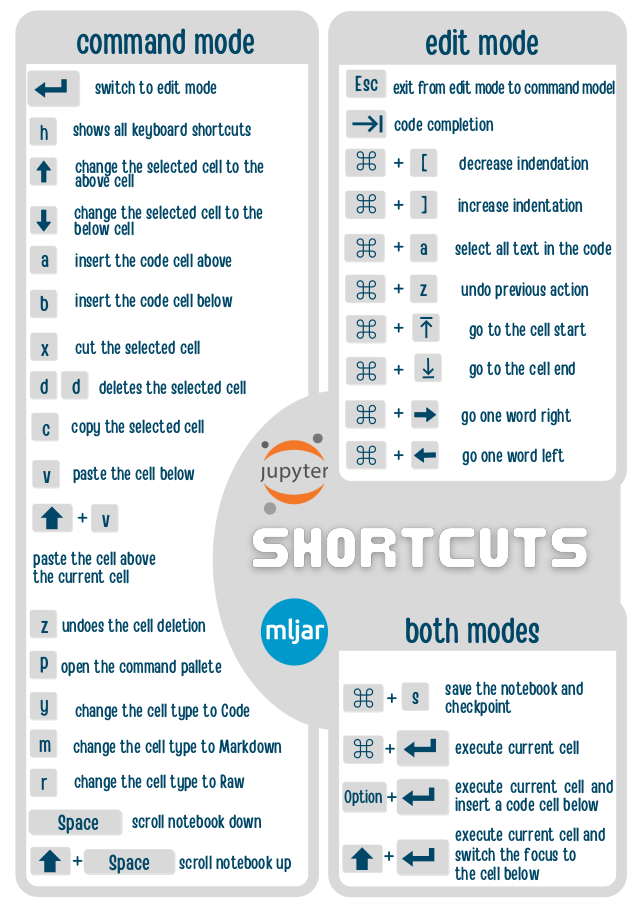 command mode
switch to edit mode
h shows all keyboard shortcuts
change the selected cell to the
above cell
change the selected cell to the
below cell
a insert the code cell above
b insert the code cell below
x cut the selected cell
d d deletes the selected cell
c copy the selected cell
v paste the cell below
+ v
paste the cell above
the current cell
z undoes the cell deletion
p open the command pallete
y change the cell type to Code
m change the cell type to Markdown
r change the cell type to Raw
Space scroll notebook down
+ Space scroll notebook up
edit mode
Esc exit from edit mode to command model
code completion
⌘ + [ decrease indendation
⌘ + ] increase indentation
⌘ + a select all text in the code
⌘ + z undo previous action
⌘ + go to the cell start
⌘ + go to the cell end
⌘ + go one word right
⌘ + go one word left
jupyter
SHORTCUTS
mljar
both modes
⌘ + s save the notebook and
checkpoint
⌘ + execute current cell
Option + execute current cell and
insert a code cell below
+ execute current cell and
switch the focus to
the cell below